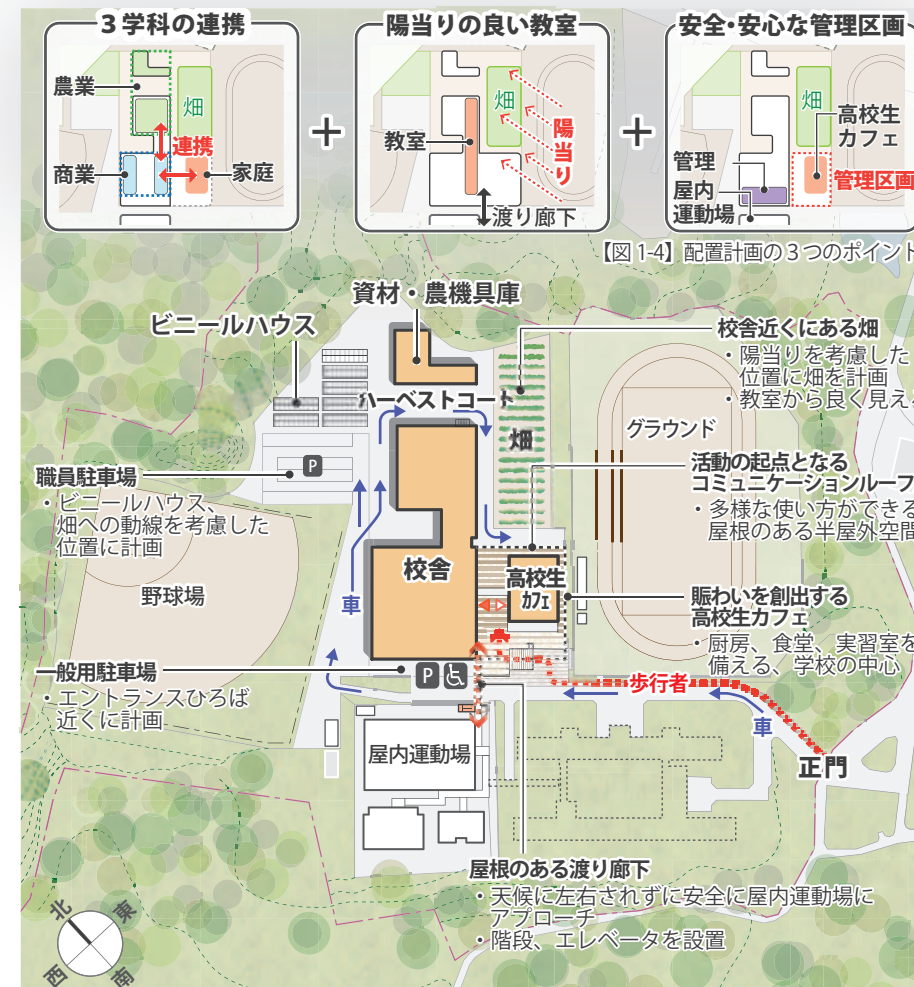 3学科の連携
農業
畑
連携
商業
家庭
+
陽当りの良い教室
畑
教室
陽当り
渡り廊下
+
安全・安心な管理区画
畑
高校生
カフェ
管理
管理区画
屋内
運動場
【図1-4】配置計画の3つのポイント
資材・農機具庫
ビニールハウス
ハーベストコート
校舎近くにある畑
・陽当りを考慮した
位置に畑を計画
・教室から良く見える
畑
グラウンド
活動の起点となる
コミュニケーションルーフ
・多様な使い方ができる
屋根のある半屋外空間
P
職員駐車場
・ビニールハウス、
畑への動線を考慮した
位置に計画
校舎
高校生
カフェ
野球場
車
賑わいを創出する
高校生カフェ
・厨房、食堂、実習室を
備える、学校の中心
一般用駐車場
・エントランスひろば
近くに計画
P
歩行者
車
正門
屋内運動場
屋根のある渡り廊下
・天候に左右されずに安全に屋内運動場に
アプローチ
・階段、エレベータを設置
北
東
西
南